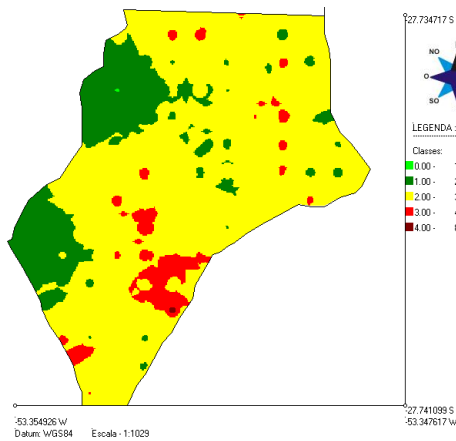 -27.734717 S
NO
O
SO
LEGENDA :
Classes:
0.00 -
1.00 -
2.00 -
3.00 -
4.00 -
-27.741099 S
-53.354926 W
-53.347617 W
Datum: WGS84 Escala - 1:1029